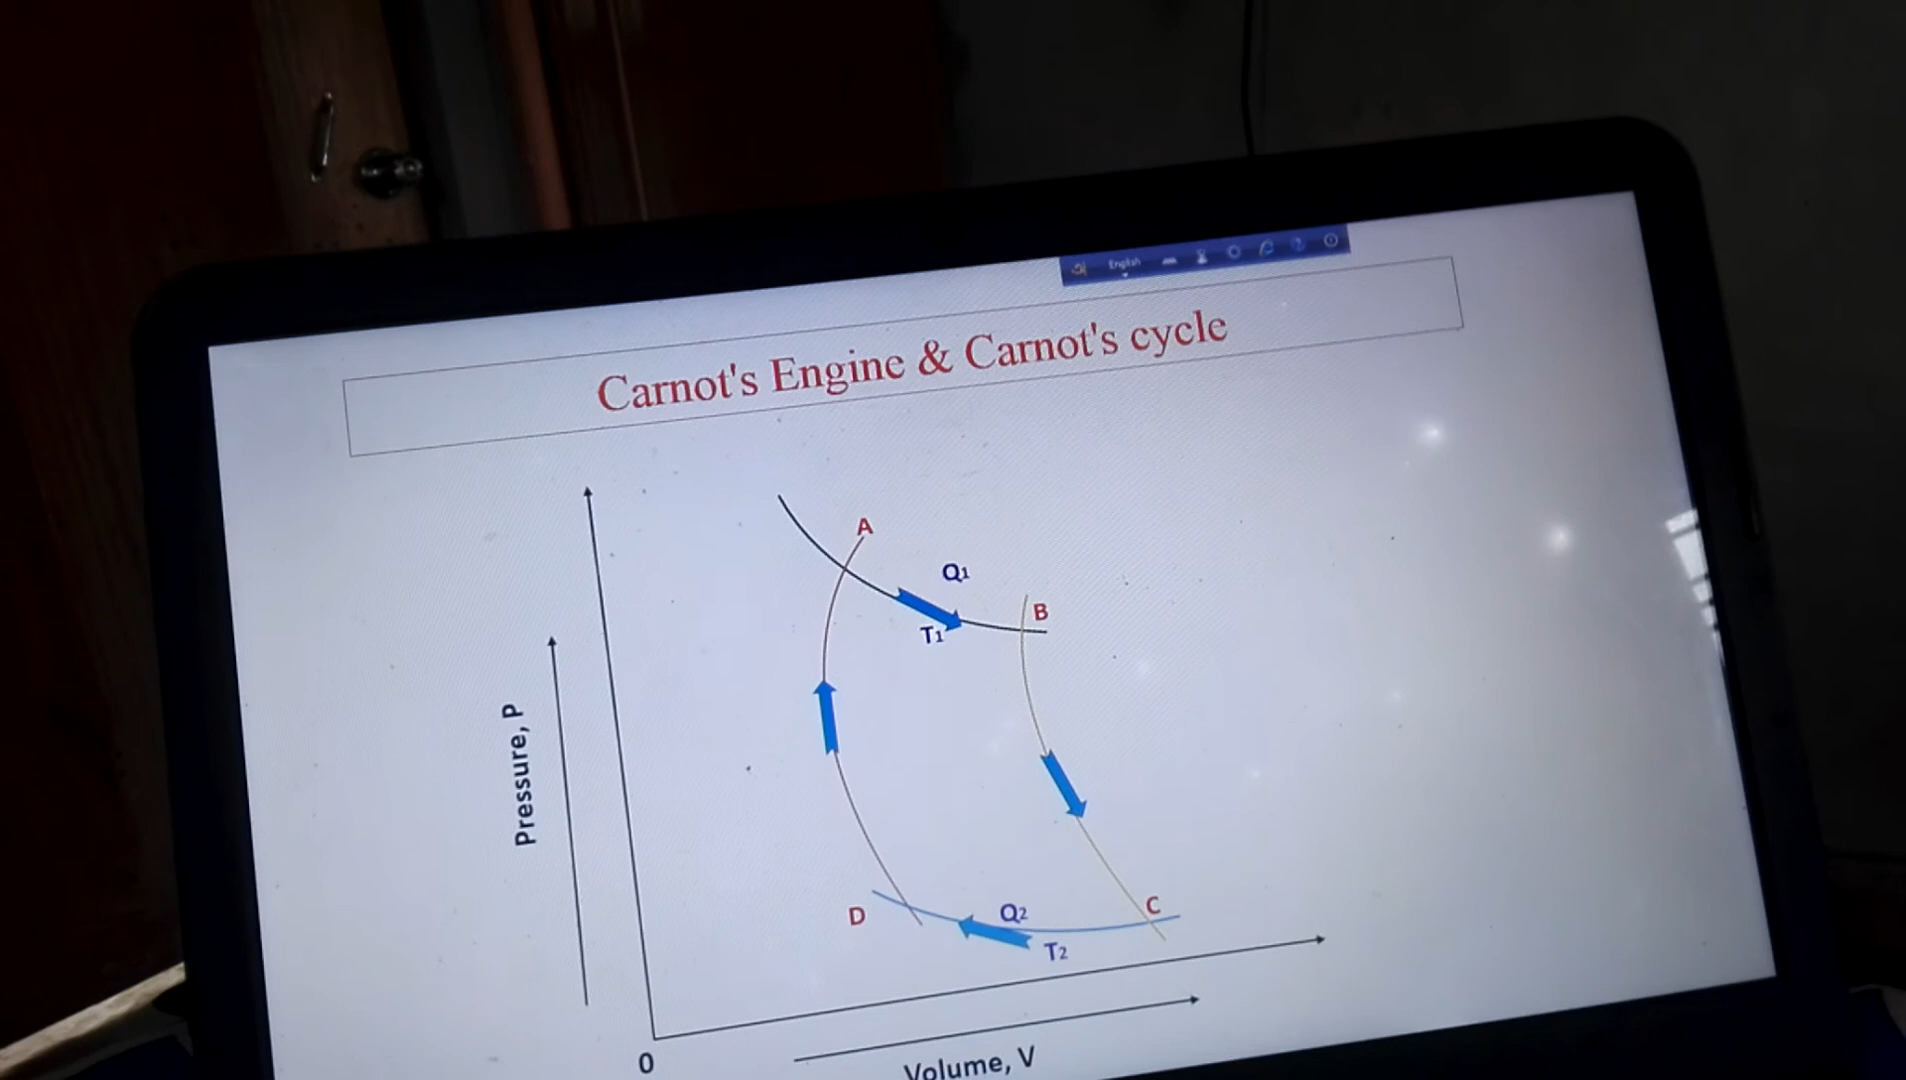 English
Carnot's Engine & Carnot's cycle
A
Q1
B
T1
Pressure, P
D
Q2
C
T2
0
Volume, V